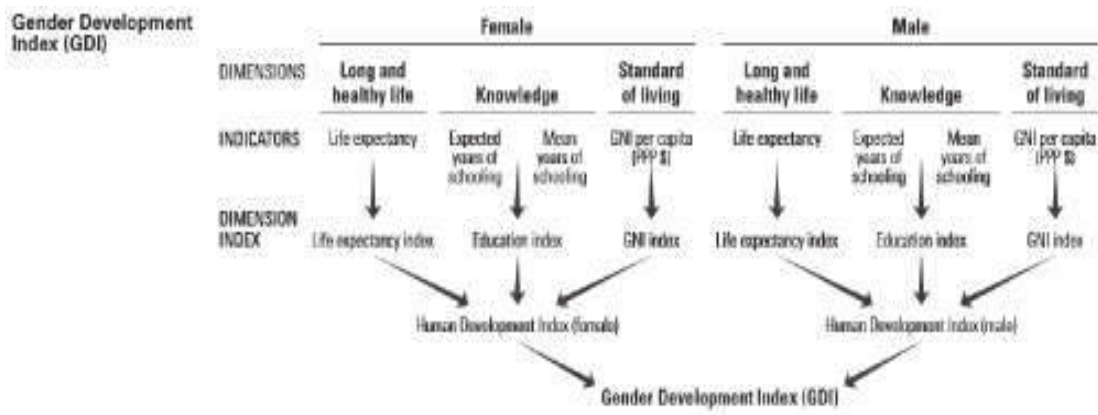 Gender Development
Index (GDI)
Female Male
DIMENSIONS Long and healthy life Knowledge Standard of living Long and healthy life Knowledge Standard of living
INDICATORS Life expectancy Expected years of schooling Mean years of schooling GNI per capita (PPP $) Life expectancy Expected years of schooling Mean years of schooling GNI per capita (PPP $)
DIMENSION
INDEX Life expectancy index Education index GNI index Life expectancy index Education index GNI index
Human Development Index (female) Human Development Index (male)
Gender Development Index (GDI)